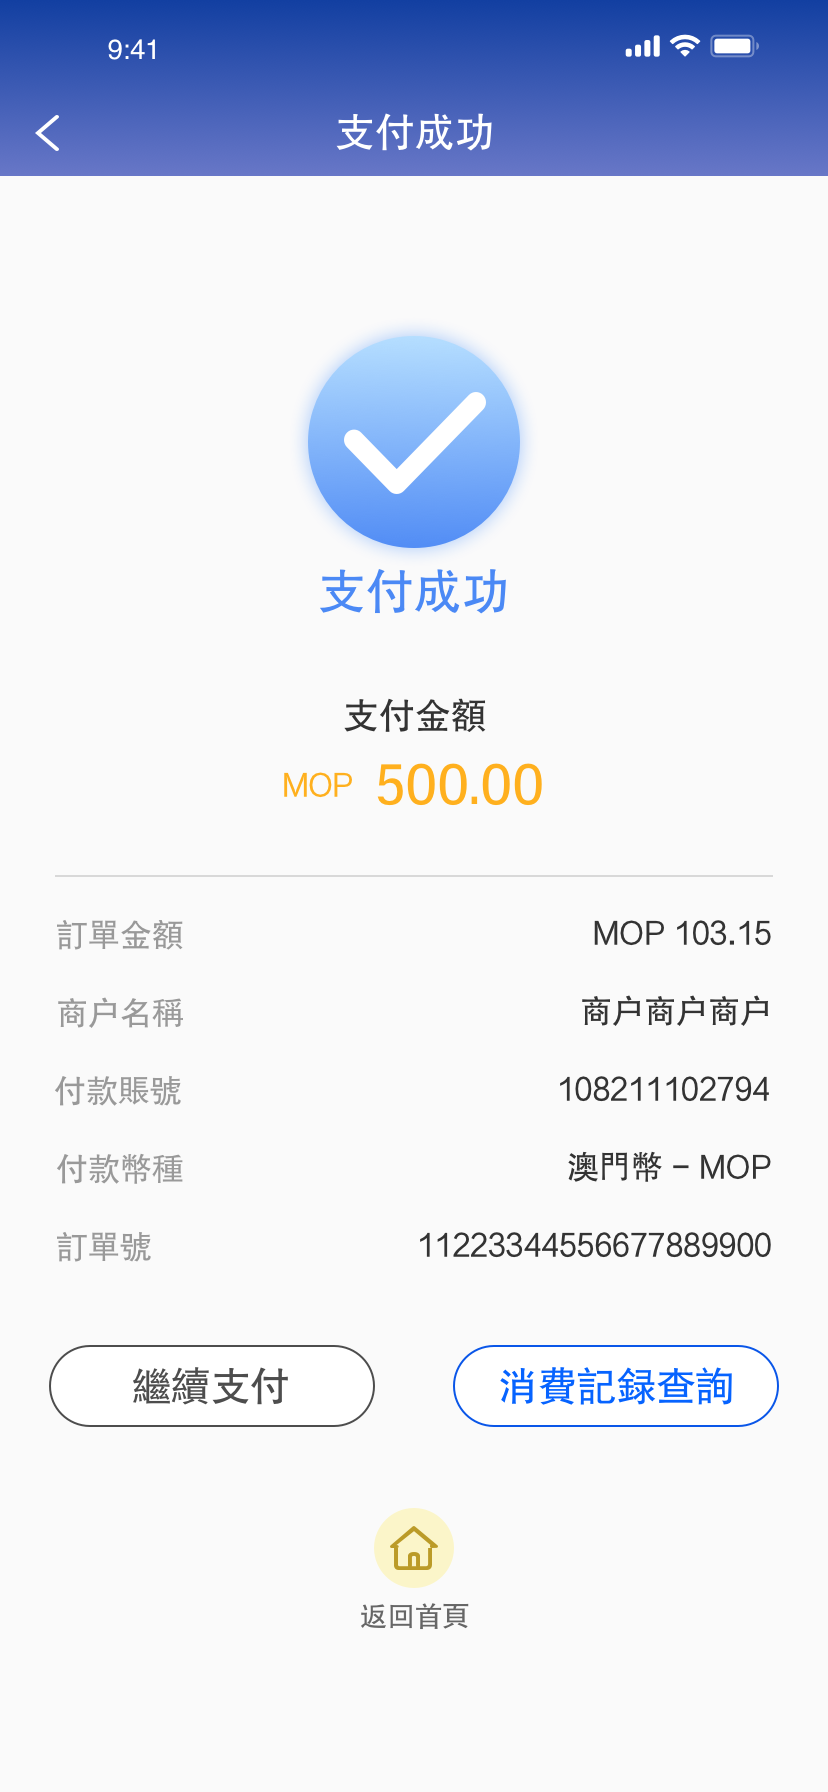 9:41
支付成功
支付成功
支付金額
MOP 500.00
訂單金額 MOP 103.15
商户名稱 商户商户商户
付款賬號 108211102794
付款幣種 澳門幣 - MOP
訂單號 11223344556677889900
繼續支付 消費記録查詢
返回首頁